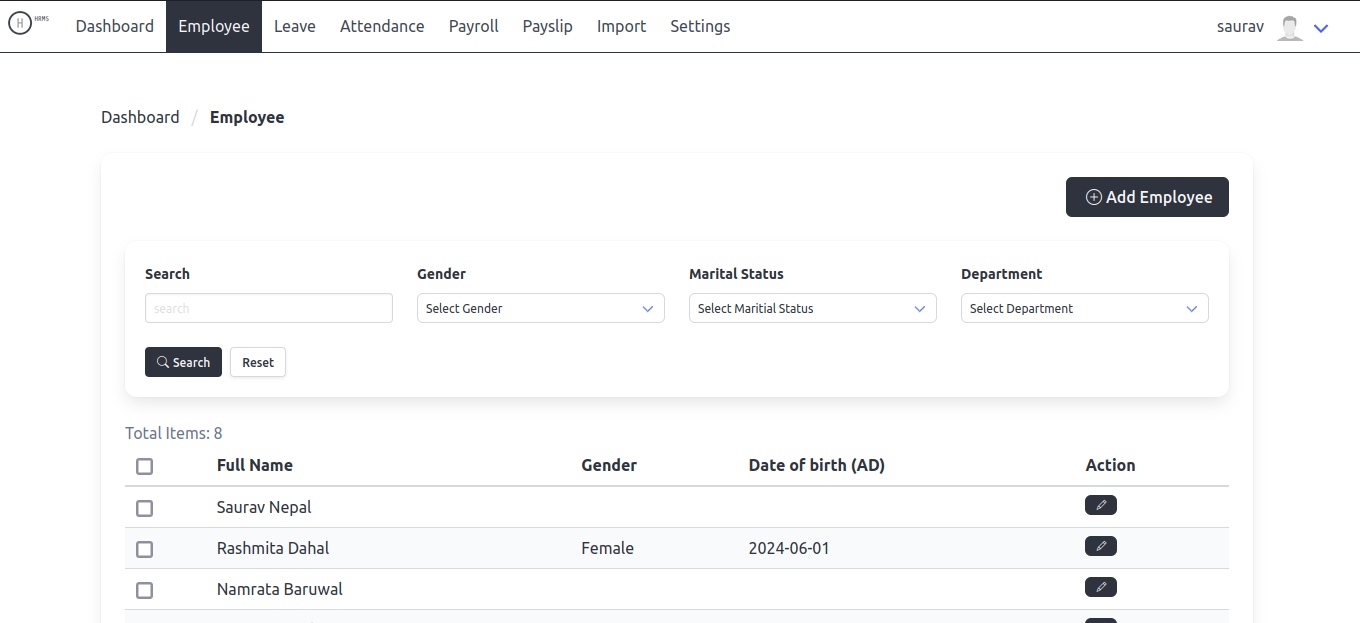 H HRMS Dashboard Employee Leave Attendance Payroll Payslip Import Settings saurav
Dashboard / Employee
Add Employee
Search Gender Marital Status Department
search Select Gender Select Maritial Status Select Department
Search Reset
Total Items: 8
Full Name Gender Date of birth (AD) Action
Saurav Nepal
Rashmita Dahal Female 2024-06-01
Namrata Baruwal